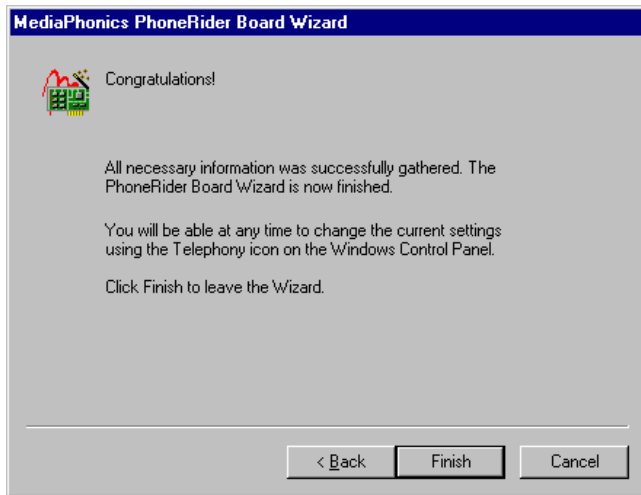 MediaPhonics PhoneRider Board Wizard
Congratulations!
All necessary information was successfully gathered. The
PhoneRider Board Wizard is now finished.
You will be able at any time to change the current settings
using the Telephony icon on the Windows Control Panel.
Click Finish to leave the Wizard.
< Back Finish Cancel